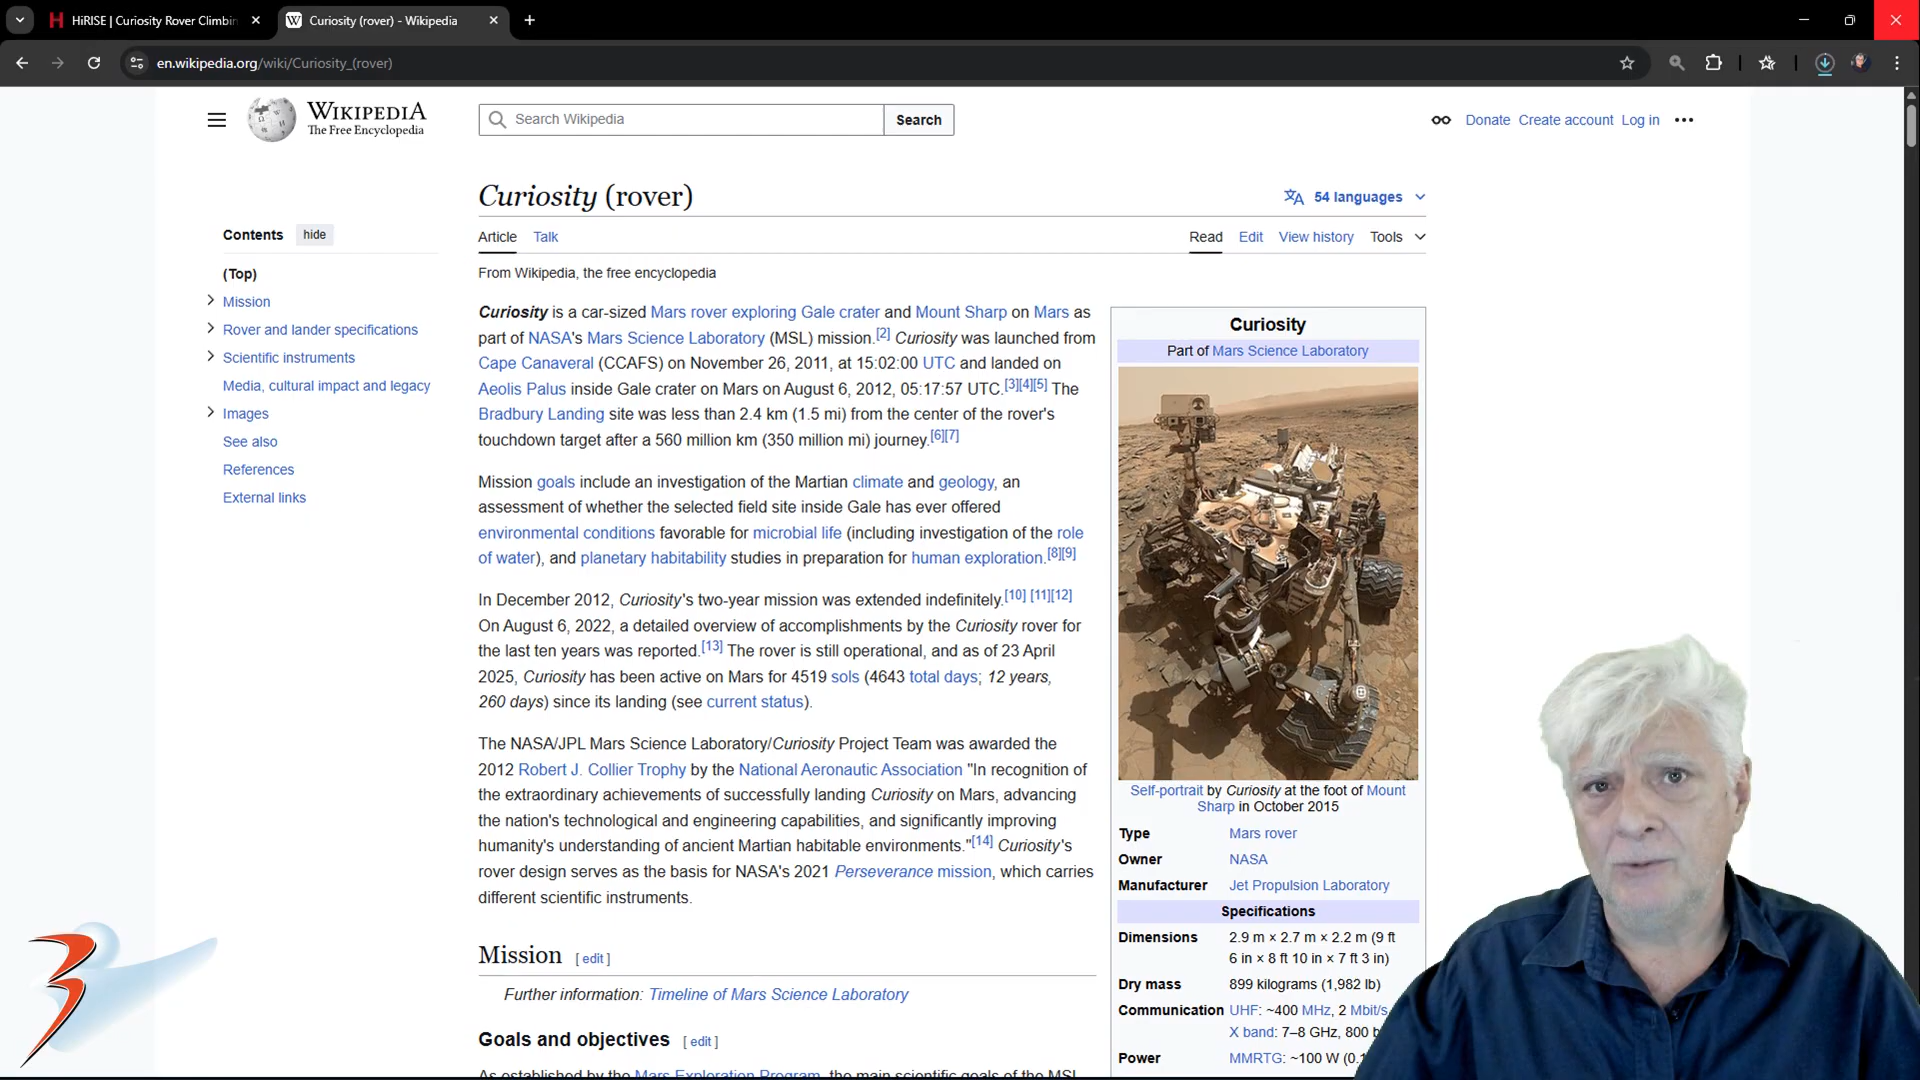 HiRISE | Curiosity Rover Climbin
Curiosity (rover) - Wikipedia
en.wikipedia.org/wiki/Curiosity_(rover)
WIKIPEDIA
The Free Encyclopedia
Search Wikipedia
Search
Donate Create account Log in
Curiosity (rover)
54 languages
Contents hide
Article Talk
Read Edit View history Tools
(Top)
Mission
Rover and lander specifications
Scientific instruments
Media, cultural impact and legacy
Images
See also
References
External links
From Wikipedia, the free encyclopedia
Curiosity is a car-sized Mars rover exploring Gale crater and Mount Sharp on Mars as
part of NASA's Mars Science Laboratory (MSL) mission.[2] Curiosity was launched from
Cape Canaveral (CCAFS) on November 26, 2011, at 15:02:00 UTC and landed on
Aeolis Palus inside Gale crater on Mars on August 6, 2012, 05:17:57 UTC.[3][4][5] The
Bradbury Landing site was less than 2.4 km (1.5 mi) from the center of the rover's
touchdown target after a 560 million km (350 million mi) journey.[6][7]
Mission goals include an investigation of the Martian climate and geology, an
assessment of whether the selected field site inside Gale has ever offered
environmental conditions favorable for microbial life (including investigation of the role
of water), and planetary habitability studies in preparation for human exploration.[8][9]
In December 2012, Curiosity's two-year mission was extended indefinitely.[10] [11][12]
On August 6, 2022, a detailed overview of accomplishments by the Curiosity rover for
the last ten years was reported.[13] The rover is still operational, and as of 23 April
2025, Curiosity has been active on Mars for 4519 sols (4643 total days; 12 years,
260 days) since its landing (see current status).
The NASA/JPL Mars Science Laboratory/Curiosity Project Team was awarded the
2012 Robert J. Collier Trophy by the National Aeronautic Association "In recognition of
the extraordinary achievements of successfully landing Curiosity on Mars, advancing
the nation's technological and engineering capabilities, and significantly improving
humanity's understanding of ancient Martian habitable environments."[14] Curiosity's
rover design serves as the basis for NASA's 2021 Perseverance mission, which carries
different scientific instruments.
Mission [ edit ]
Further information: Timeline of Mars Science Laboratory
Goals and objectives [ edit ]
As established by the Mars Exploration Program, the main scientific goals of the MSL
Curiosity
Part of Mars Science Laboratory
Self-portrait by Curiosity at the foot of Mount
Sharp in October 2015
Type Mars rover
Owner NASA
Manufacturer Jet Propulsion Laboratory
Specifications
Dimensions 2.9 m × 2.7 m × 2.2 m (9 ft
6 in × 8 ft 10 in × 7 ft 3 in)
Dry mass 899 kilograms (1,982 lb)
Communication UHF: ~400 MHz, 2 Mbit/s,
X band: 7–8 GHz, 800
Power MMRTG: ~100 W